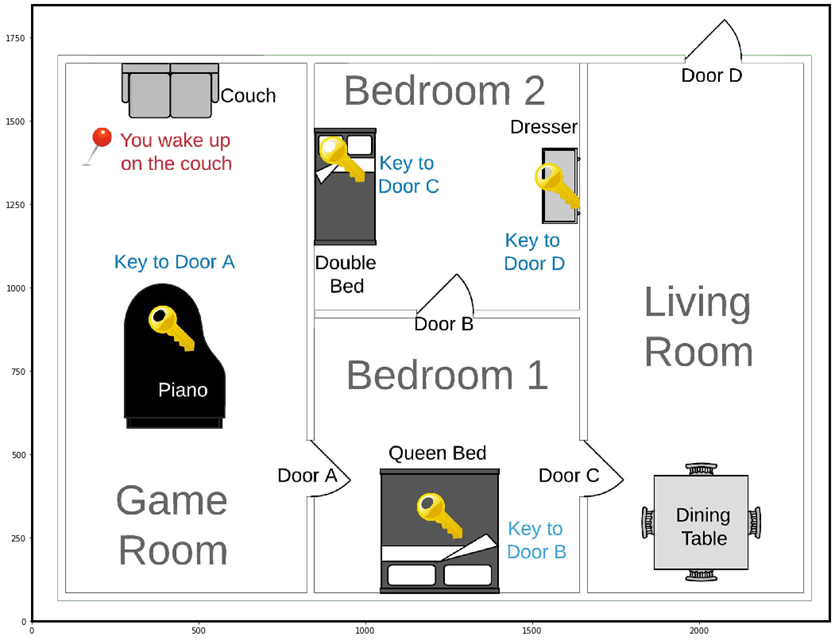 1750
Door D
Bedroom 2
Couch
1500
Dresser
You wake up
on the couch
Key to
Door C
1250
Key to
Door D
Key to Door A
Double
Bed
1000
Living
Room
Door B
750
Bedroom 1
Piano
500
Queen Bed
Door A
Door C
Game
Room
Dining
Table
Key to
Door B
250
0
0
500
1000
1500
2000